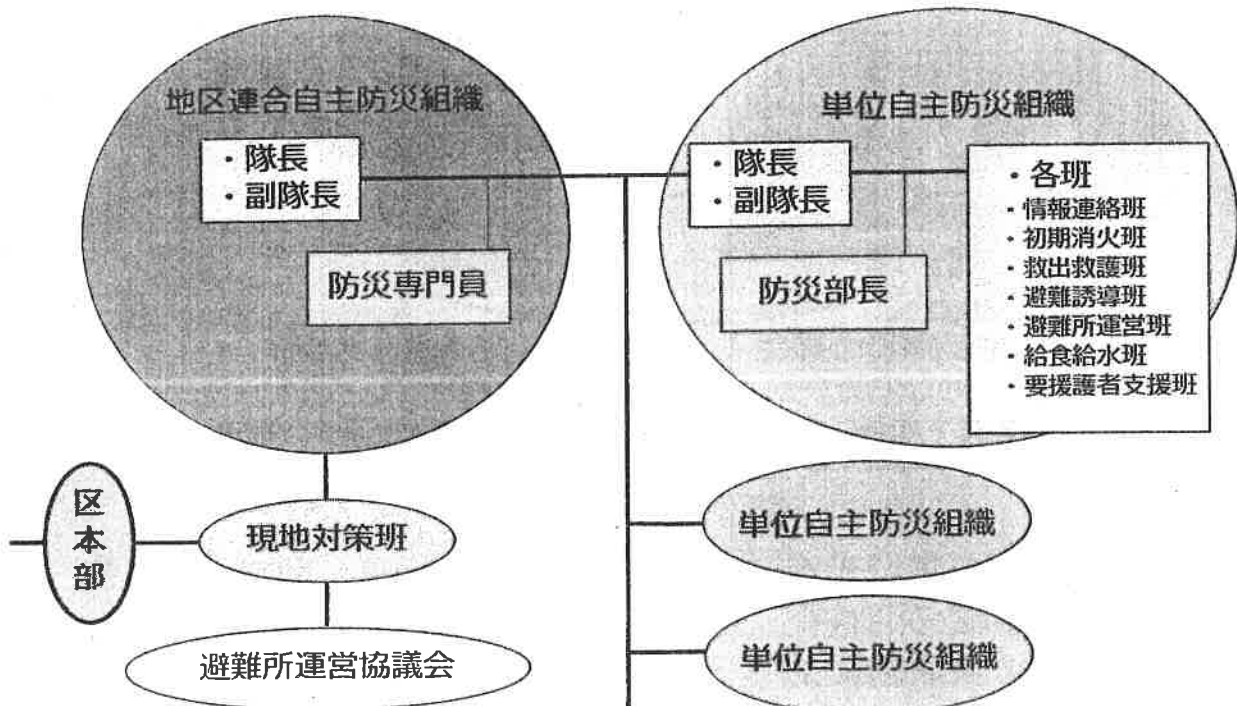 地区連合自主防災組織
・隊長
・副隊長
防災専門員
単位自主防災組織
・隊長
・副隊長
防災部長
・各班
・情報連絡班
・初期消火班
・救出救護班
・避難誘導班
・避難所運営班
・給食給水班
・要援護者支援班
区本部
現地対策班
避難所運営協議会
単位自主防災組織
単位自主防災組織